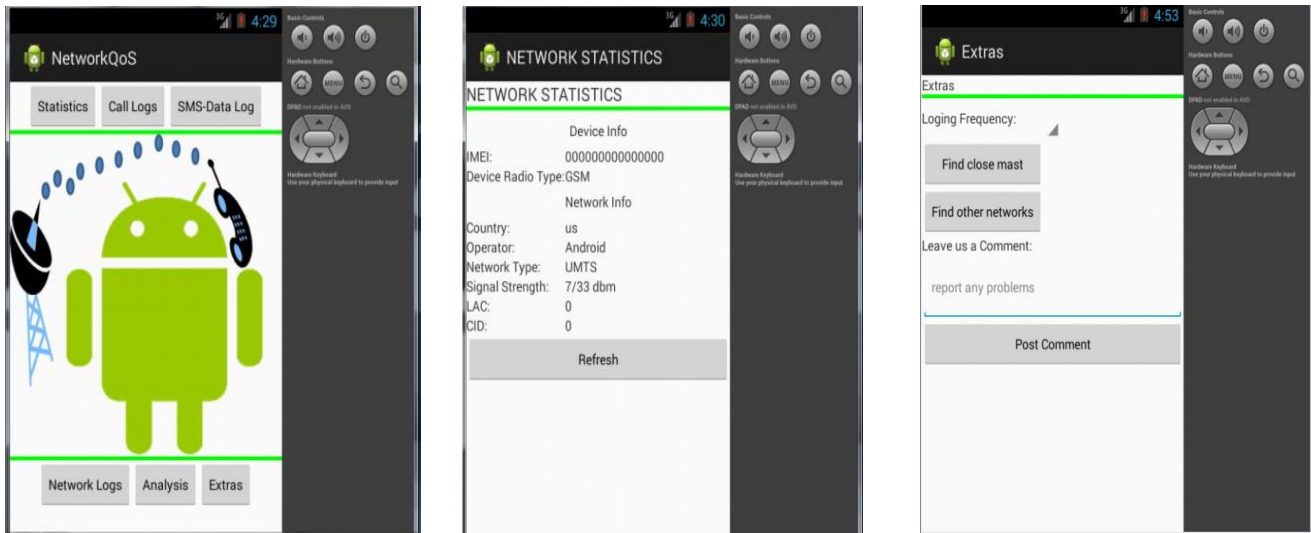 3G 4:29
NetworkQoS
Statistics Call Logs SMS-Data Log
Network Logs Analysis Extras
Basic Controls
Hardware Buttons
MENU
DPAD not enabled in AVD
Hardware Keyboard
Use your physical keyboard to provide input
3G 4:30
NETWORK STATISTICS
NETWORK STATISTICS
Device Info
IMEI: 000000000000000
Device Radio Type:GSM
Network Info
Country: us
Operator: Android
Network Type: UMTS
Signal Strength: 7/33 dbm
LAC: 0
CID: 0
Refresh
Basic Controls
Hardware Buttons
MENU
DPAD not enabled in AVD
Hardware Keyboard
Use your physical keyboard to provide input
3G 4:53
Extras
Extras
Loging Frequency:
Find close mast
Find other networks
Leave us a Comment:
report any problems
Post Comment
Basic Controls
Hardware Buttons
MENU
DPAD not enabled in AVD
Hardware Keyboard
Use your physical keyboard to provide input